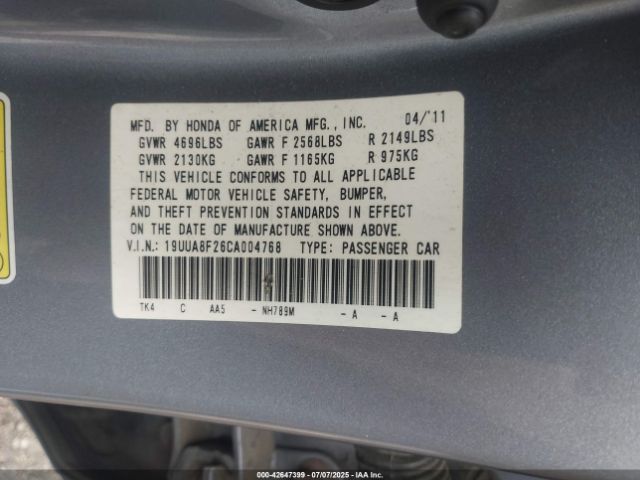 MFD. BY HONDA OF AMERICA MFG., INC. 04/'11
GVWR 4696LBS GAWR F 2568LBS R 2149LBS
GVWR 2130KG GAWR F 1165KG R 975KG
THIS VEHICLE CONFORMS TO ALL APPLICABLE
FEDERAL MOTOR VEHICLE SAFETY, BUMPER,
AND THEFT PREVENTION STANDARDS IN EFFECT
ON THE DATE OF MANUFACTURE SHOWN ABOVE.
V.I.N.: 19UUA8F26CA004768 TYPE: PASSENGER CAR
TK4 C AA5 - NH789M - A - A
000-42647399 - 07/07/2025 - IAAI.COM